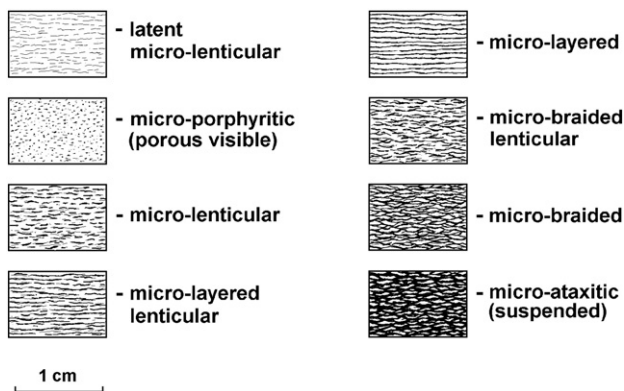 - latent
micro-lenticular
- micro-porphyritic
(porous visible)
- micro-lenticular
- micro-layered
lenticular
1 cm
- micro-layered
- micro-braided
lenticular
- micro-braided
- micro-ataxitic
(suspended)